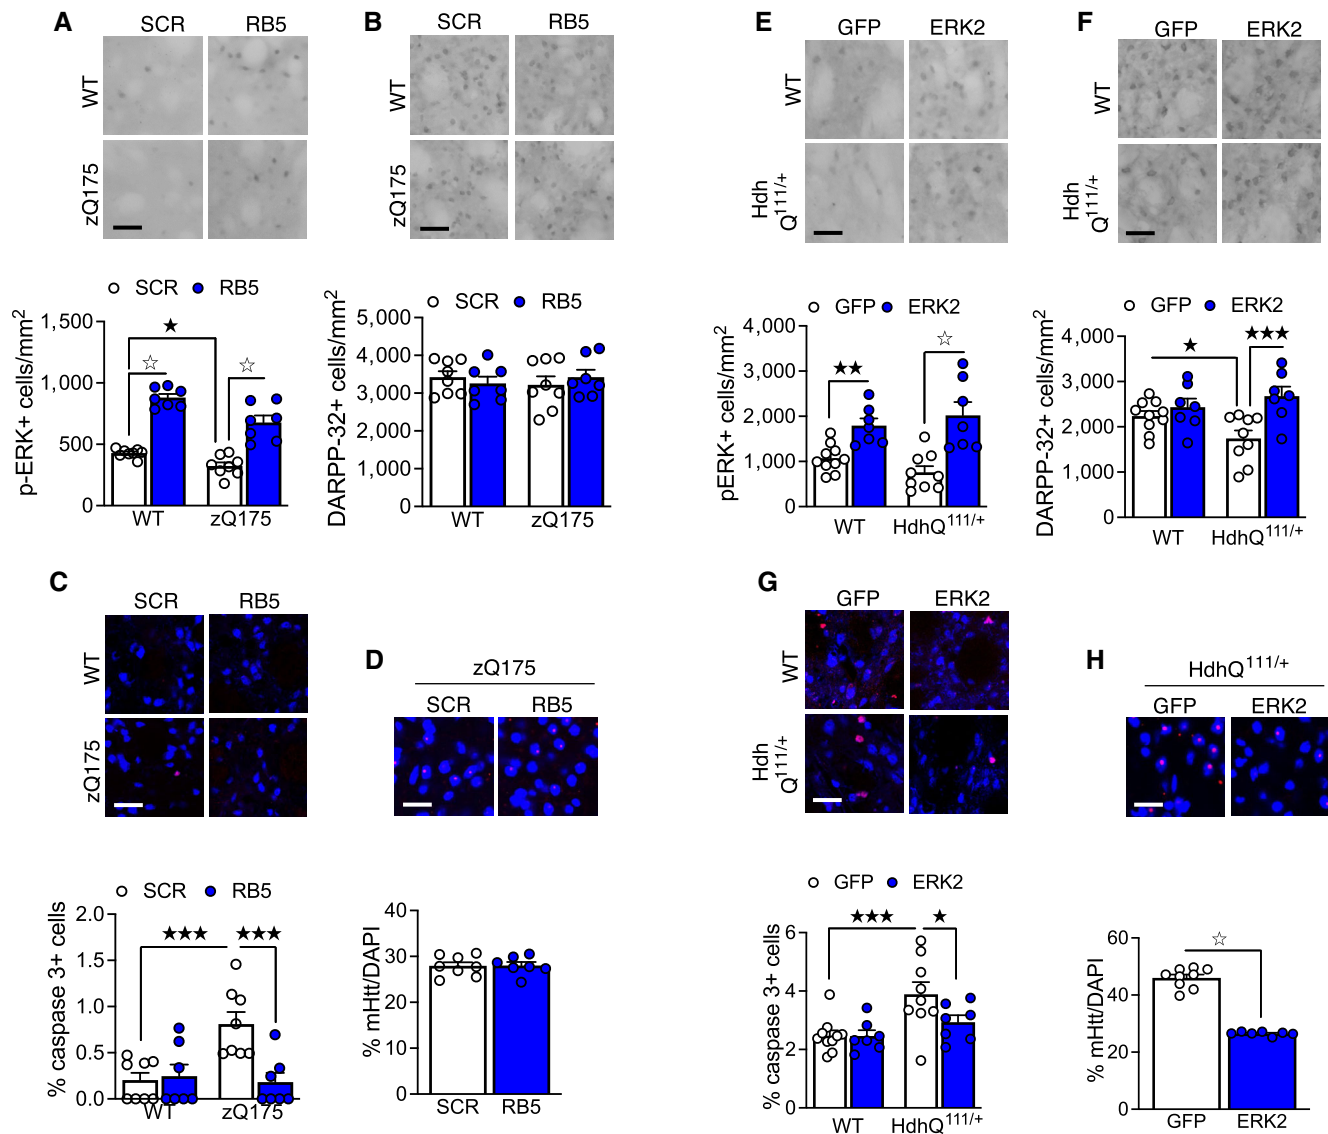 A
SCR RB5
WT
zQ175
SCR RB5
p-ERK+ cells/mm²
1,500
1,000
500
0
WT zQ175
★
☆ ☆
B
SCR RB5
WT
zQ175
SCR RB5
DARPP-32+ cells/mm²
5,000
4,000
3,000
2,000
1,000
0
WT zQ175
E
GFP ERK2
WT
Hdh
Q111/+
GFP ERK2
pERK+ cells/mm²
4,000
3,000
2,000
1,000
0
WT HdhQ111/+
★★ ☆
F
GFP ERK2
WT
Hdh
Q111/+
GFP ERK2
DARPP-32+ cells/mm²
4,000
3,000
2,000
1,000
0
WT HdhQ111/+
★ ★★★
C
SCR RB5
WT
zQ175
SCR RB5
% caspase 3+ cells
2.0
1.5
1.0
0.5
0.0
WT zQ175
★★★ ★★★
D
zQ175
SCR RB5
% mHtt/DAPI
40
30
20
10
0
SCR RB5
G
GFP ERK2
WT
Hdh
Q111/+
GFP ERK2
% caspase 3+ cells
6
4
2
0
WT HdhQ111/+
★★★ ★
H
HdhQ111/+
GFP ERK2
% mHtt/DAPI
60
40
20
0
GFP ERK2
☆